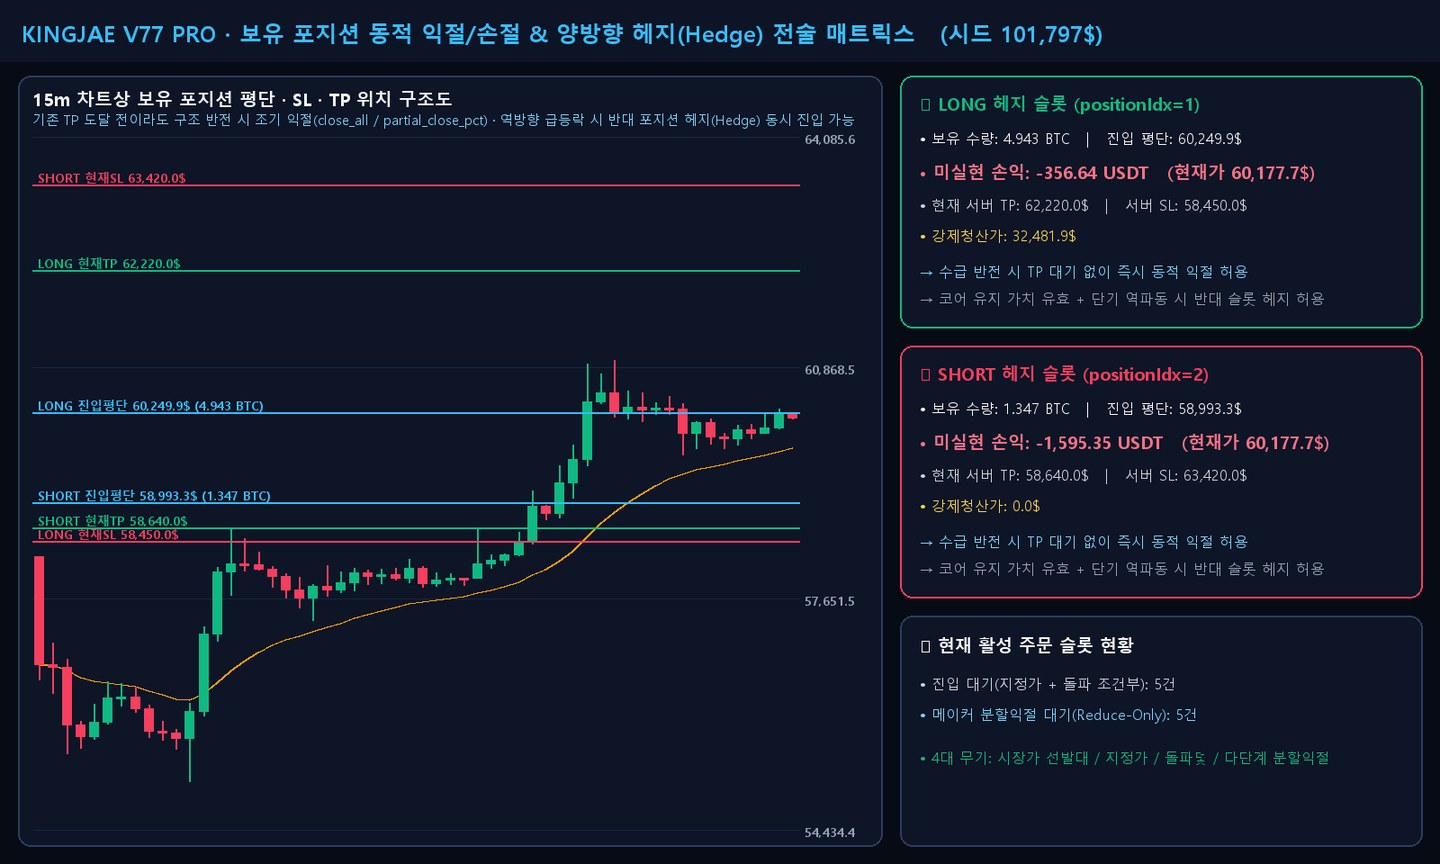 KINGJAE V77 PRO · 보유 포지션 동적 익절/손절 & 양방향 헤지(Hedge) 전술 매트릭스 (시드 101,797$)
15m 차트상 보유 포지션 평단 · SL · TP 위치 구조도
기존 TP 도달 전이라도 구조 반전 시 조기 익절(close_all / partial_close_pct) · 역방향 급등락 시 반대 포지션 헤지(Hedge) 동시 진입 가능
64,085.6
SHORT 현재SL 63,420.0$
LONG 현재TP 62,220.0$
60,868.5
LONG 진입평단 60,249.9$ (4.943 BTC)
SHORT 진입평단 58,993.3$ (1.347 BTC)
SHORT 현재TP 58,640.0$
LONG 현재SL 58,450.0$
57,651.5
54,434.4
LONG 헤지 슬롯 (positionIdx=1)
• 보유 수량: 4.943 BTC | 진입 평단: 60,249.9$
• 미실현 손익: -356.64 USDT (현재가 60,177.7$)
• 현재 서버 TP: 62,220.0$ | 서버 SL: 58,450.0$
• 강제청산가: 32,481.9$
→ 수급 반전 시 TP 대기 없이 즉시 동적 익절 허용
→ 코어 유지 가치 유효 + 단기 역파동 시 반대 슬롯 헤지 허용
SHORT 헤지 슬롯 (positionIdx=2)
• 보유 수량: 1.347 BTC | 진입 평단: 58,993.3$
• 미실현 손익: -1,595.35 USDT (현재가 60,177.7$)
• 현재 서버 TP: 58,640.0$ | 서버 SL: 63,420.0$
• 강제청산가: 0.0$
→ 수급 반전 시 TP 대기 없이 즉시 동적 익절 허용
→ 코어 유지 가치 유효 + 단기 역파동 시 반대 슬롯 헤지 허용
현재 활성 주문 슬롯 현황
• 진입 대기(지정가 + 돌파 조건부): 5건
• 메이커 분할익절 대기(Reduce-Only): 5건
• 4대 무기: 시장가 선발대 / 지정가 / 돌파덫 / 다단계 분할익절